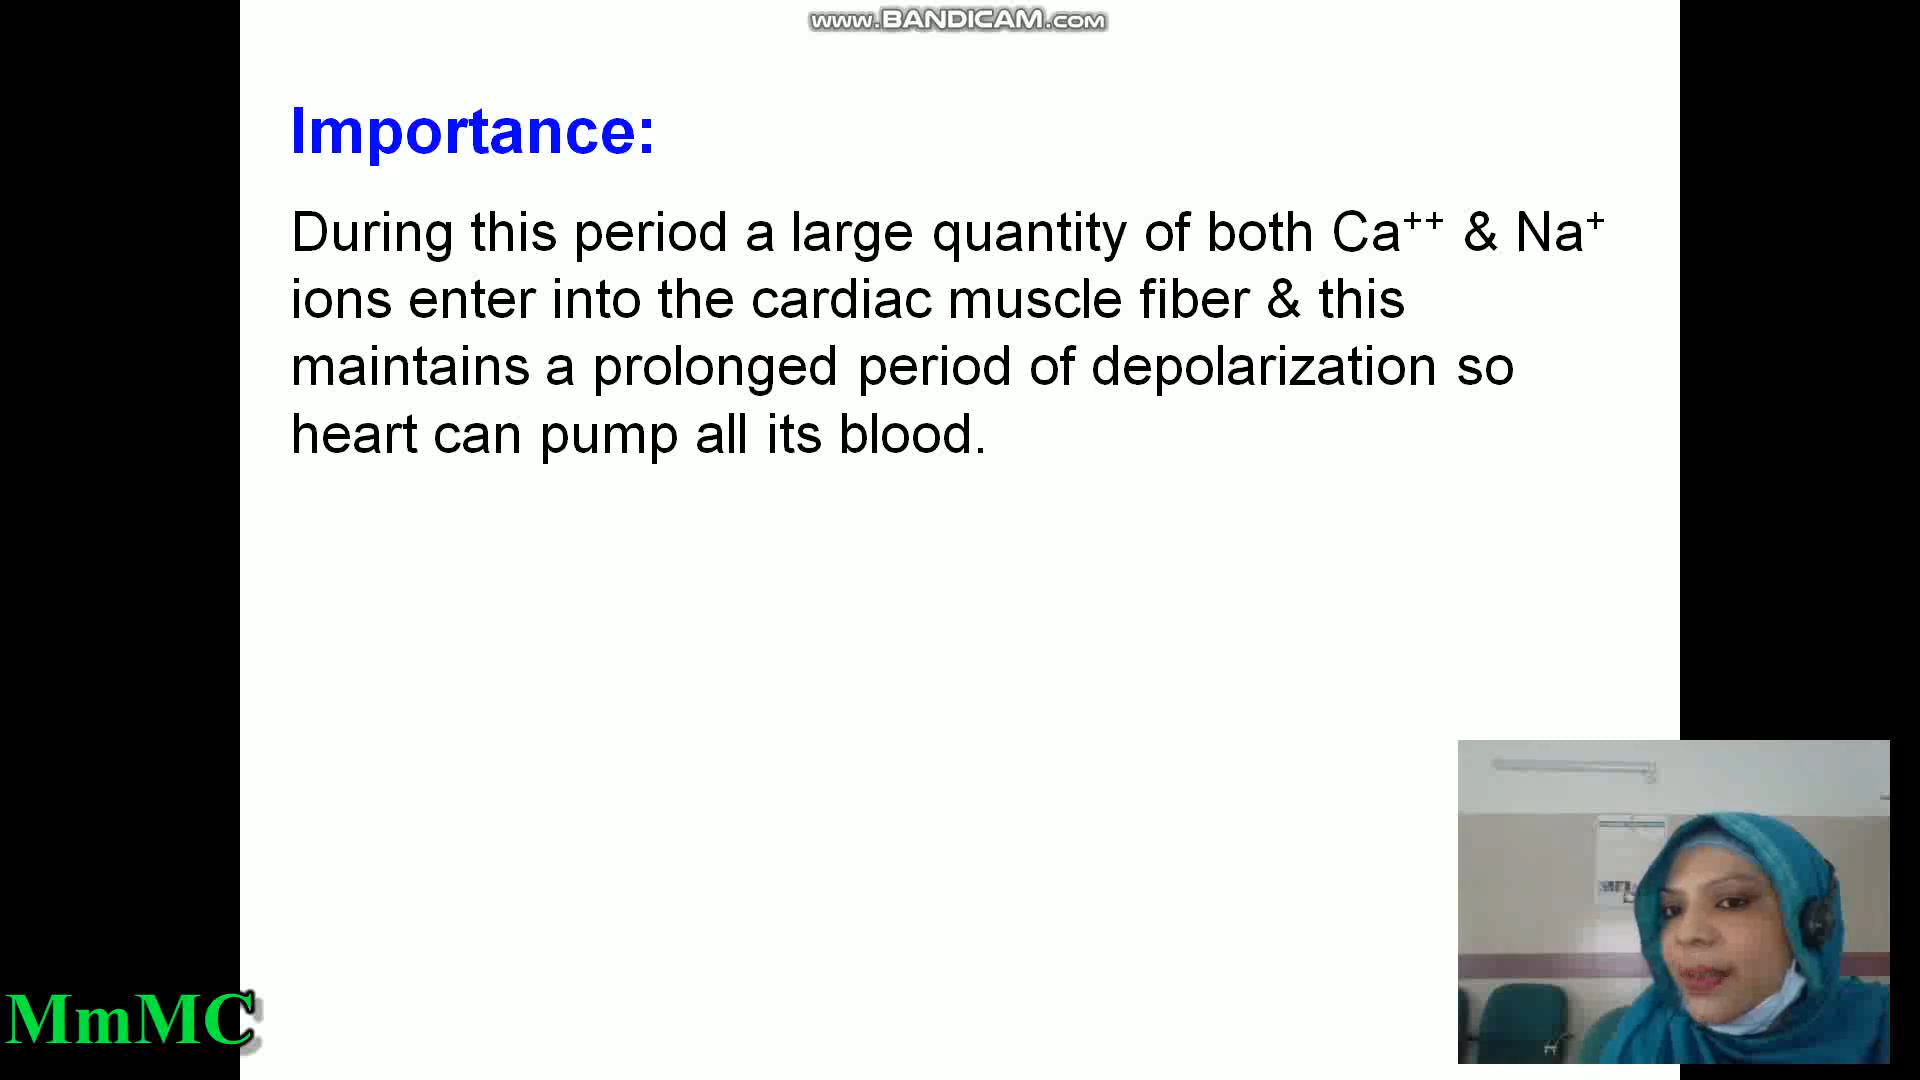 www.BANDICAM.com
Importance:
During this period a large quantity of both Ca⁺⁺ & Na⁺
ions enter into the cardiac muscle fiber & this
maintains a prolonged period of depolarization so
heart can pump all its blood.
MmMC